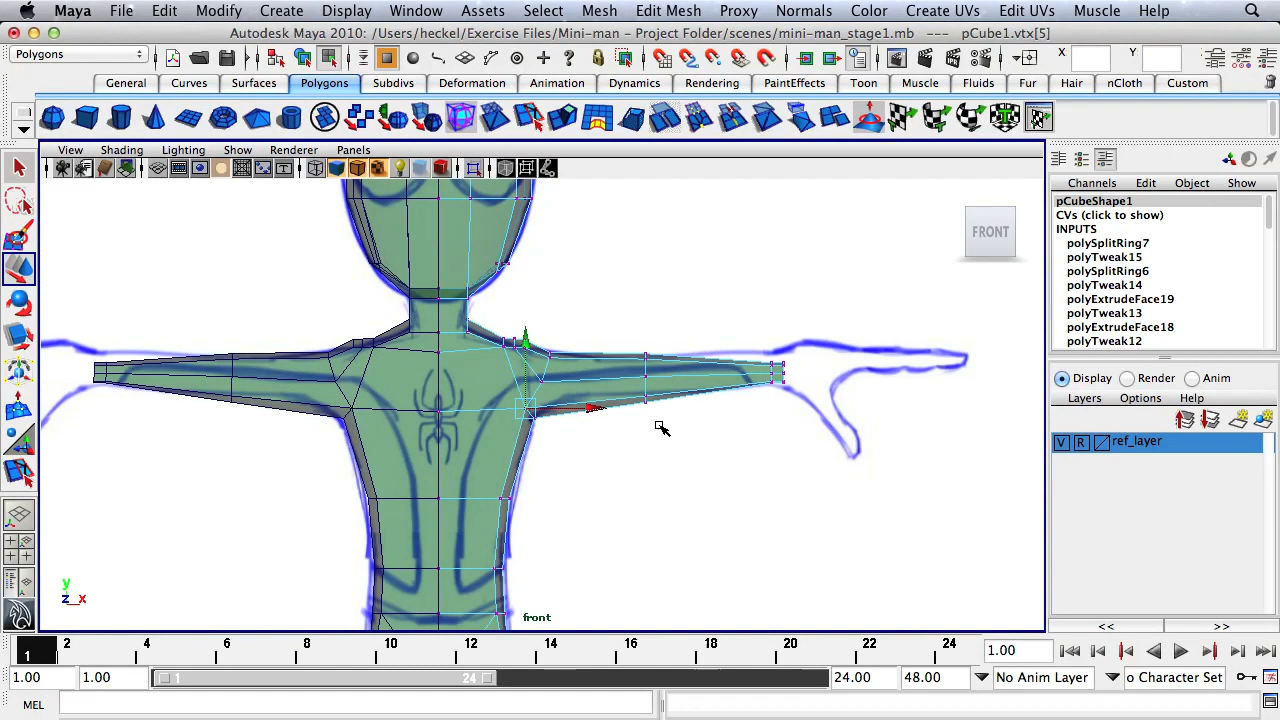 Maya File Edit Modify Create Display Window Assets Select Mesh Edit Mesh Proxy Normals Color Create UVs Edit UVs Muscle Help
Autodesk Maya 2010: /Users/heckel/Exercise Files/Mini-man - Project Folder/scenes/mini-man_stage1.mb --- pCube1.vtx[5]
Polygons
X: Y:
General Curves Surfaces Subdivs Deformation Animation Dynamics Rendering PaintEffects Toon Muscle Fluids Fur Hair nCloth Custom
Polygons
View Shading Lighting Show Renderer Panels
Channels Edit Object Show
pCubeShape1
CVs (click to show)
INPUTS
polySplitRing7
polyTweak15
polySplitRing6
polyTweak14
polyExtrudeFace19
polyTweak13
polyExtrudeFace18
polyTweak12
FRONT
Display Render Anim
Layers Options Help
V R ref_layer
y
z x
front
<< >>
1 2 4 6 8 10 12 14 16 18 20 22 24
1.00
1.00 1.00 1 24 24.00 48.00 No Anim Layer o Character Set
MEL